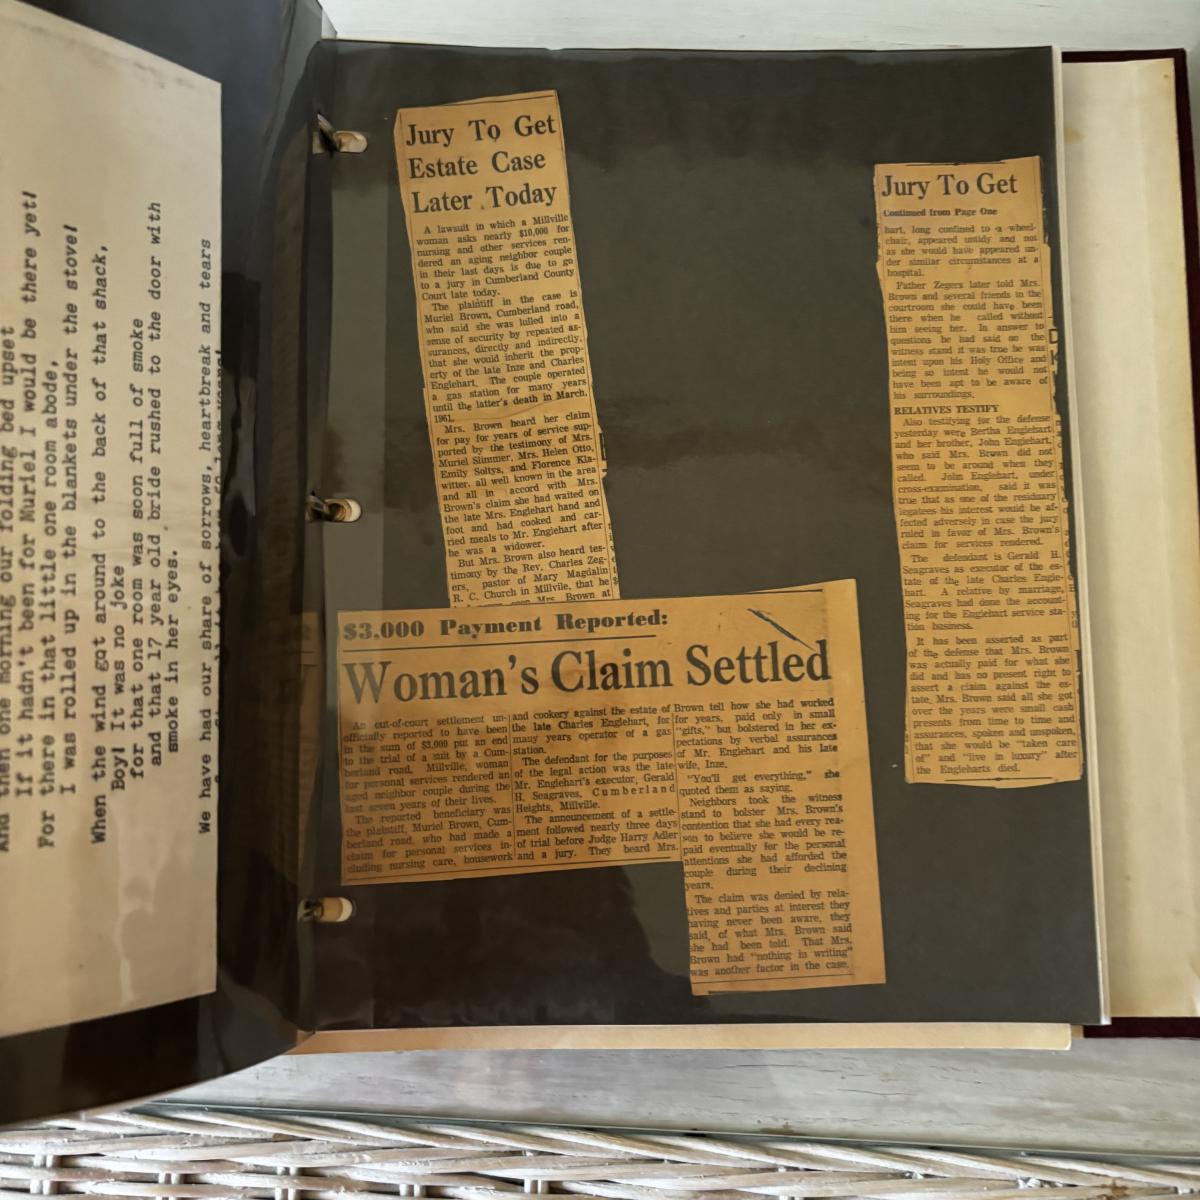 And then one morning our folding bed upset
If it hadn't been for Muriel I would be there yet!
For there in that little one room abode,
I was rolled up in the blankets under the stove!
When the wind got around to the back of that shack,
Boy! It was no joke
for that one room was soon full of smoke
and that 17 year old bride rushed to the door with
smoke in her eyes.
We have had our share of sorrows, heartbreak and tears
Jury To Get
Estate Case
Later Today
A lawsuit in which a Millville
woman asks nearly $10,000 for
nursing and other services ren-
dered an aging neighbor couple
in their last days is due to go
to a jury in Cumberland County
Court late today.
The plaintiff in the case is
Muriel Brown, Cumberland road,
who said she was lulled into a
sense of security by repeated as-
surances, directly and indirectly,
that she would inherit the prop-
erty of the late Inze and Charles
Englehart. The couple operated
a gas station for many years
until the latter's death in March,
1961.
Mrs. Brown heard her claim
for pay for years of service sup-
ported by the testimony of Mrs.
Muriel Slimmer, Mrs. Helen Otto,
Emily Soltys, and Florence Kla-
witter, all well known in the area
and all in accord with Mrs.
Brown's claim she had waited on
the late Mrs. Englehart hand and
foot and had cooked and car-
ried meals to Mr. Englehart after
he was a widower.
But Mrs. Brown also heard tes-
timony by the Rev. Charles Zeg-
ers, pastor of Mary Magdalin
R. C. Church in Millville, that he
Mrs. Brown at
Jury To Get
Continued from Page One
hart, long confined to a wheel-
chair, appeared untidy and not
as she would have appeared un-
der similar circumstances at a
hospital.
Father Zegers later told Mrs.
Brown and several friends in the
courtroom she could have been
there when he called without
him seeing her. In answer to
questions he had said on the
witness stand it was true he was
intent upon his Holy Office and
being so intent he would not
have been apt to be aware of
his surroundings.
RELATIVES TESTIFY
Also testifying for the defense
yesterday were Bertha Englehart
and her brother, John Englehart,
who said Mrs. Brown did not
seem to be around when they
called. John Englehart, under
cross-examination, said it was
true that as one of the residuary
legatees his interest would be af-
fected adversely in case the jury
ruled in favor of Mrs. Brown's
claim for services rendered.
The defendant is Gerald H.
Seagraves as executor of the es-
tate of the late Charles Engle-
hart. A relative by marriage,
Seagraves had done the account-
ing for the Englehart service sta-
tion business.
It has been asserted as part
of the defense that Mrs. Brown
was actually paid for what she
did and has no present right to
assert a claim against the es-
tate. Mrs. Brown said all she got
over the years were small cash
presents from time to time and
assurances, spoken and unspoken,
that she would be "taken care
of" and "live in luxury" after
the Engleharts died.
$3,000 Payment Reported:
Woman's Claim Settled
An out-of-court settlement un-
officially reported to have been
in the sum of $3,000 put an end
to the trial of a suit by a Cum-
berland road, Millville, woman
for personal services rendered an
aged neighbor couple during the
last seven years of their lives.
The reported beneficiary was
the plaintiff, Muriel Brown, Cum-
berland road, who had made a
claim for personal services in-
cluding nursing care, housework
and cookery against the estate of
the late Charles Englehart, for
many years operator of a gas
station.
The defendant for the purposes
of the legal action was the late
Mr. Englehart's executor, Gerald
H. Seagraves, Cumberland
Heights, Millville.
The announcement of a settle-
ment followed nearly three days
of trial before Judge Harry Adler
and a jury. They heard Mrs.
Brown tell how she had worked
for years, paid only in small
"gifts," but bolstered in her ex-
pectations by verbal assurances
of Mr. Englehart and his late
wife, Inze.
"You'll get everything," she
quoted them as saying.
Neighbors took the witness
stand to bolster Mrs. Brown's
contention that she had every rea-
son to believe she would be re-
paid eventually for the personal
attentions she had afforded the
couple during their declining
years.
The claim was denied by rela-
tives and parties at interest they
having never been aware, they
said, of what Mrs. Brown said
she had been told. That Mrs.
Brown had "nothing in writing"
was another factor in the case.